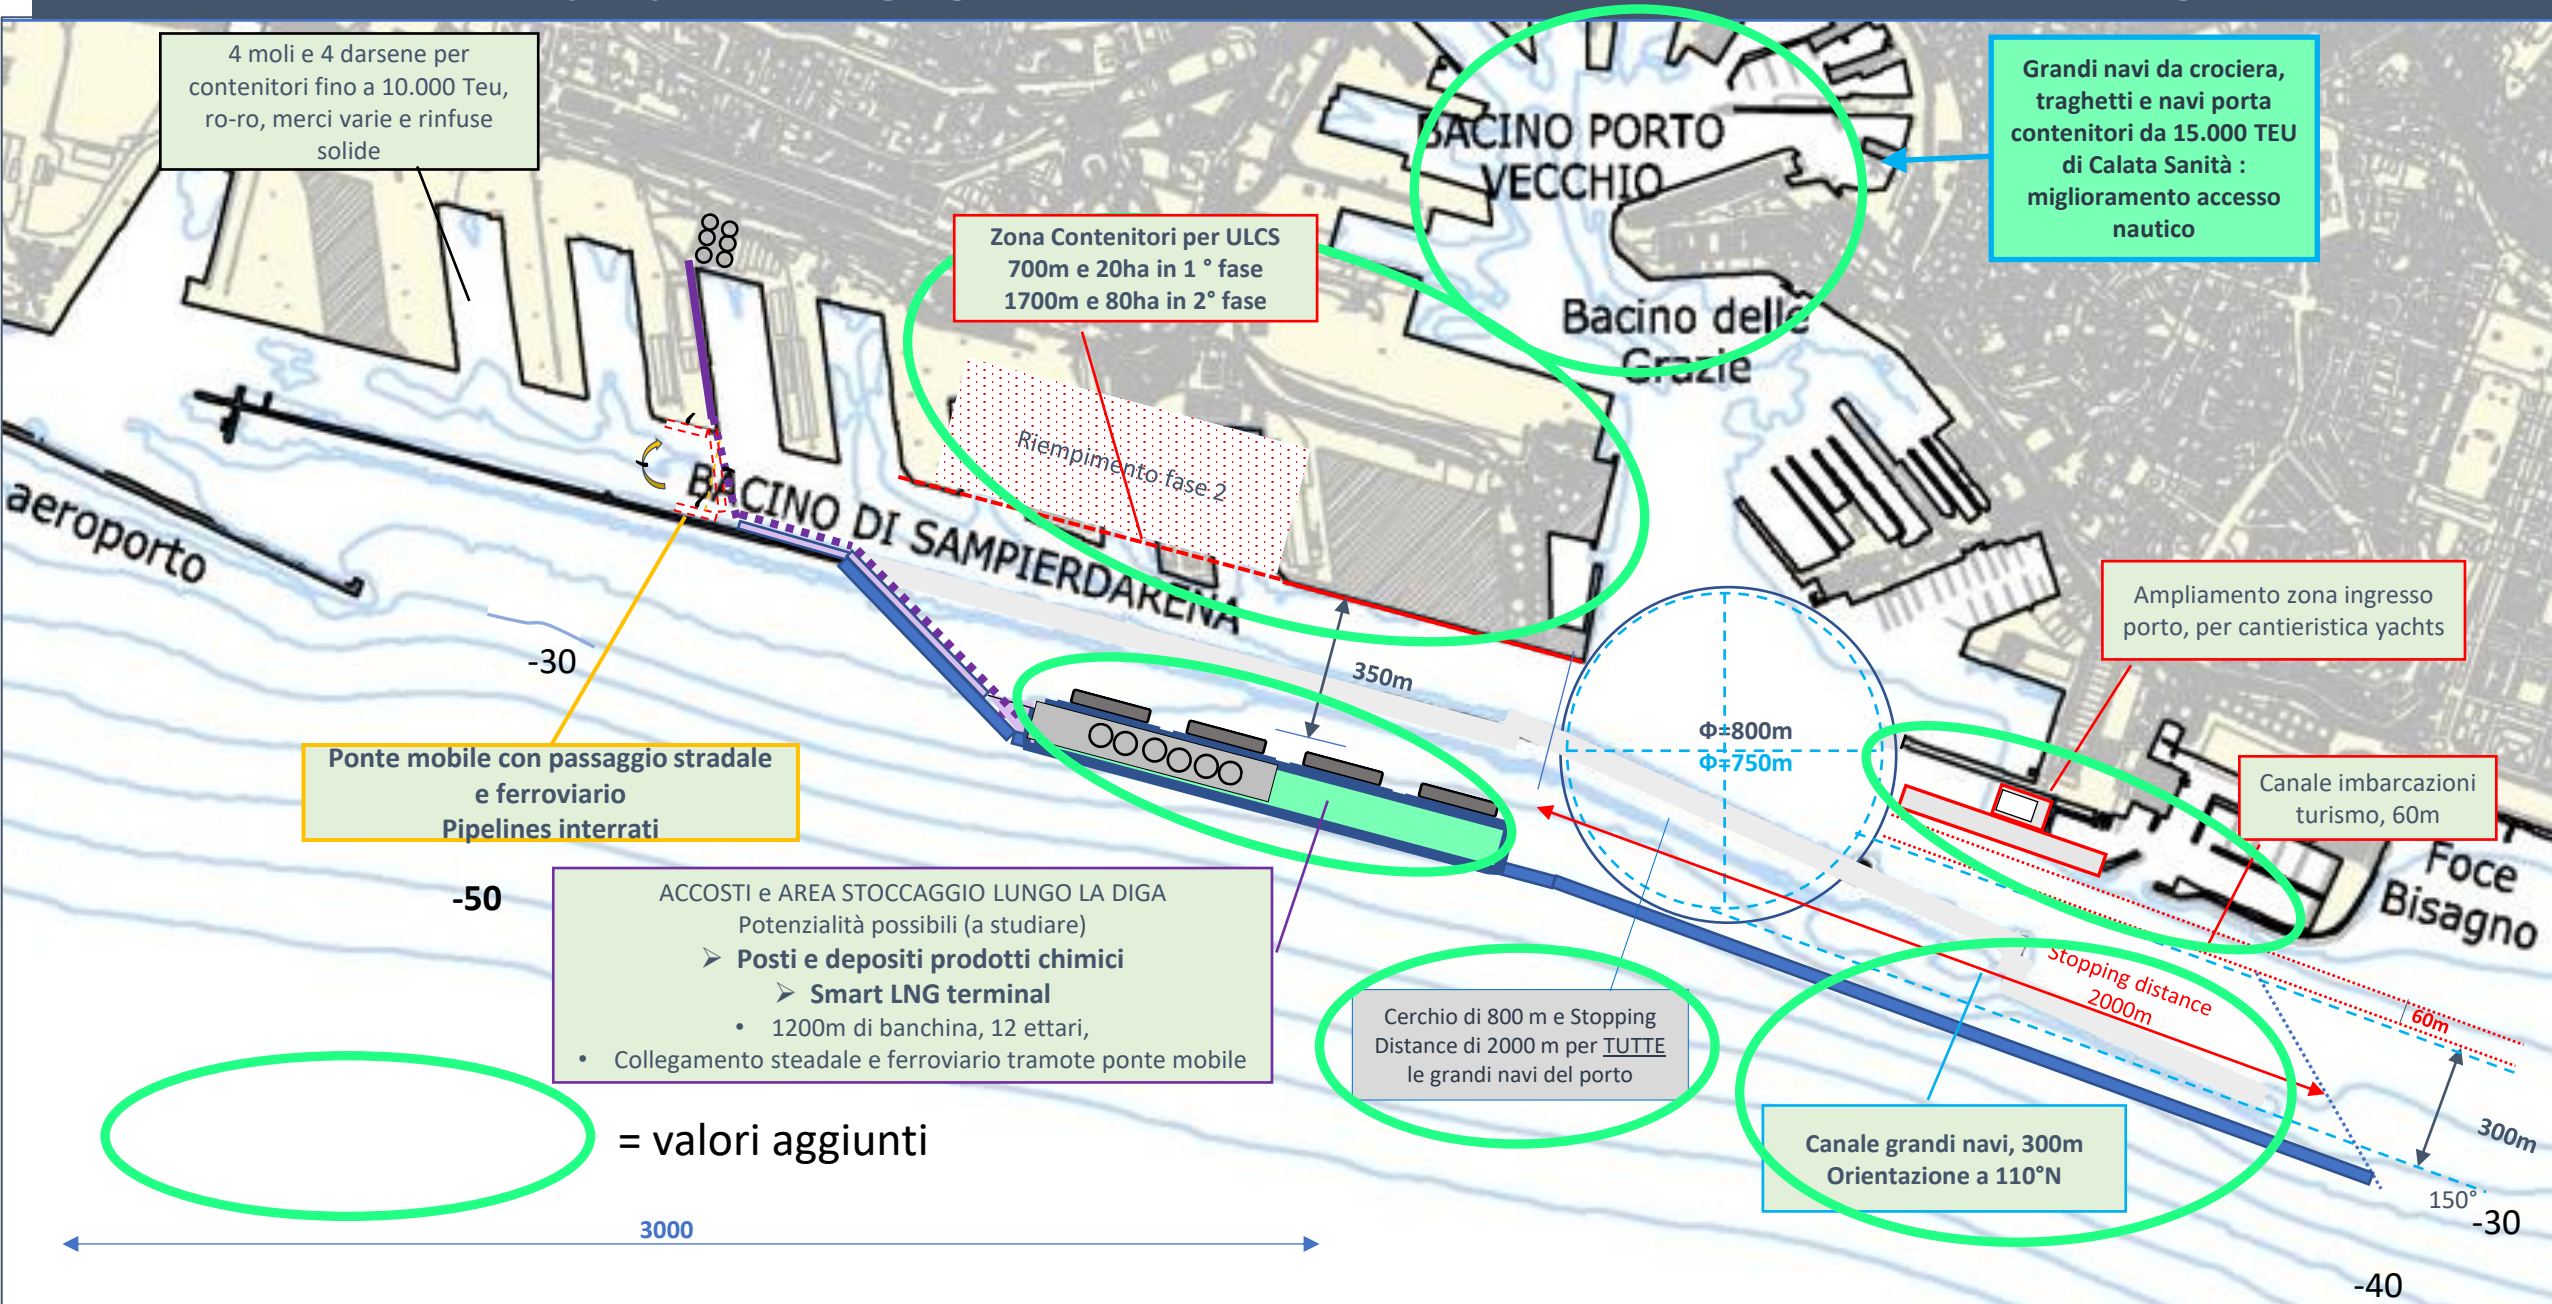 4 moli e 4 darsene per
contenitori fino a 10.000 Teu,
ro-ro, merci varie e rinfuse
solide
BACINO PORTO
VECCHIO
Grandi navi da crociera,
traghetti e navi porta
contenitori da 15.000 TEU
di Calata Sanità :
miglioramento accesso
nautico
Zona Contenitori per ULCS
700m e 20ha in 1 ° fase
1700m e 80ha in 2° fase
Bacino delle
Grazie
Riempimento fase 2
aeroporto
BACINO DI SAMPIERDARENA
Ampliamento zona ingresso
porto, per cantieristica yachts
-30
350m
Φ=800m
Φ=750m
Ponte mobile con passaggio stradale
e ferroviario
Pipelines interrati
Canale imbarcazioni
turismo, 60m
Foce
Bisagno
-50
ACCOSTI e AREA STOCCAGGIO LUNGO LA DIGA
Potenzialità possibili (a studiare)
➢ Posti e depositi prodotti chimici
➢ Smart LNG terminal
• 1200m di banchina, 12 ettari,
• Collegamento steadale e ferroviario tramote ponte mobile
Cerchio di 800 m e Stopping
Distance di 2000 m per TUTTE
le grandi navi del porto
Stopping distance
2000m
60m
300m
Canale grandi navi, 300m
Orientazione a 110°N
150°
-30
= valori aggiunti
3000
-40